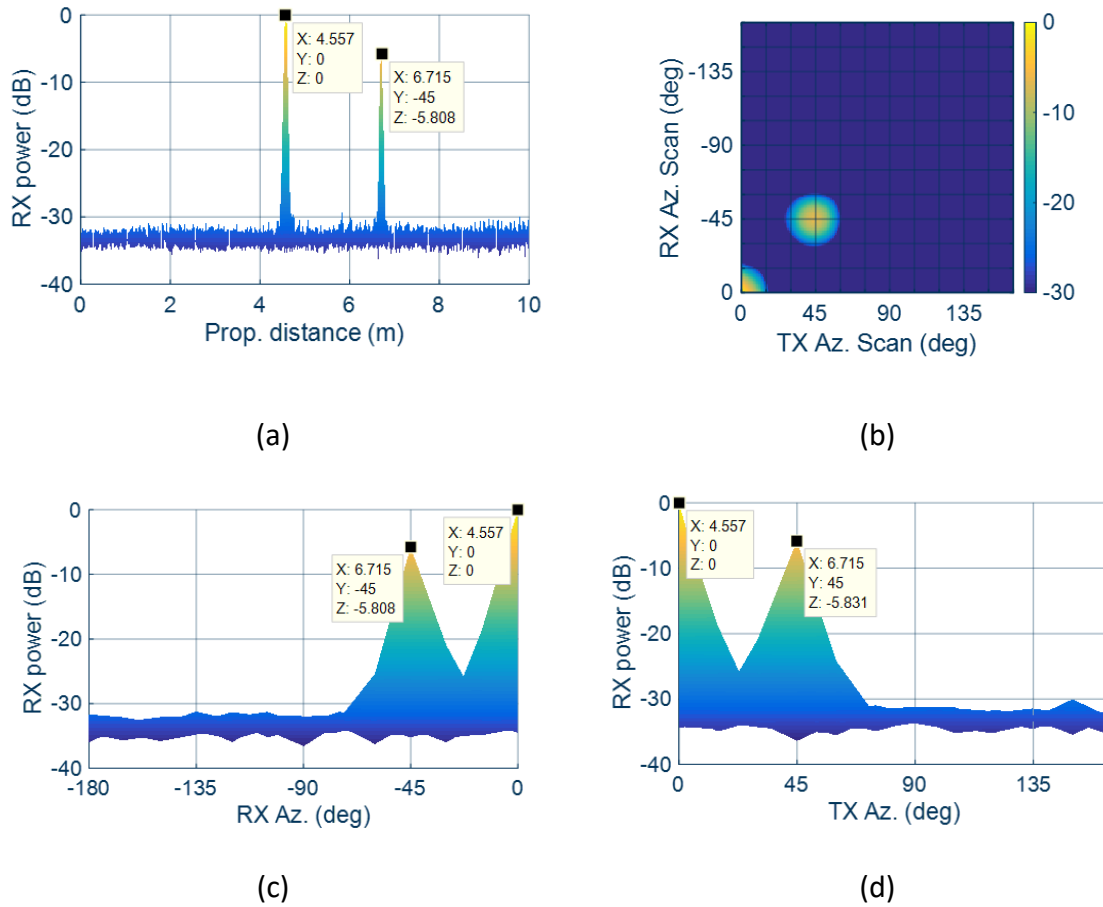 0
-10
-20
-30
-40
RX power (dB)
X: 4.557
Y: 0
Z: 0
X: 6.715
Y: -45
Z: -5.808
0 2 4 6 8 10
Prop. distance (m)
(a)
-135
-90
-45
0
RX Az. Scan (deg)
0 45 90 135
TX Az. Scan (deg)
0
-10
-20
-30
(b)
0
-10
-20
-30
-40
RX power (dB)
X: 6.715
Y: -45
Z: -5.808
X: 4.557
Y: 0
Z: 0
-180 -135 -90 -45 0
RX Az. (deg)
(c)
0
-10
-20
-30
-40
RX power (dB)
X: 4.557
Y: 0
Z: 0
X: 6.715
Y: 45
Z: -5.831
0 45 90 135
TX Az. (deg)
(d)